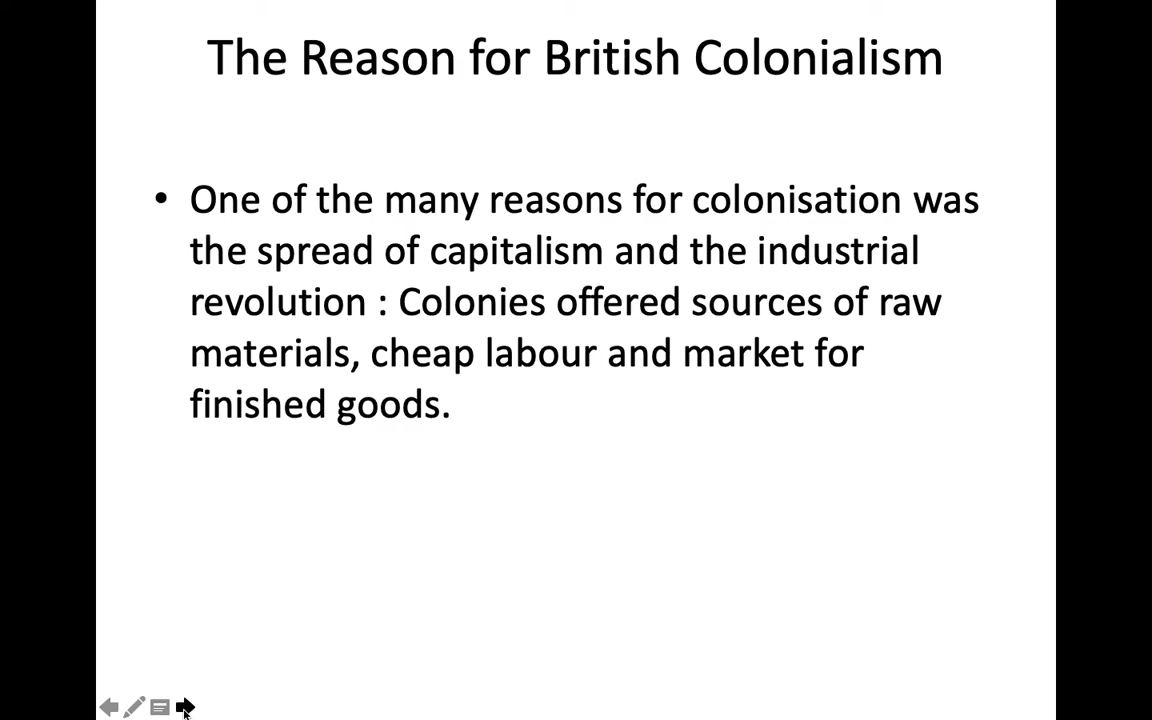 The Reason for British Colonialism
• One of the many reasons for colonisation was
the spread of capitalism and the industrial
revolution : Colonies offered sources of raw
materials, cheap labour and market for
finished goods.